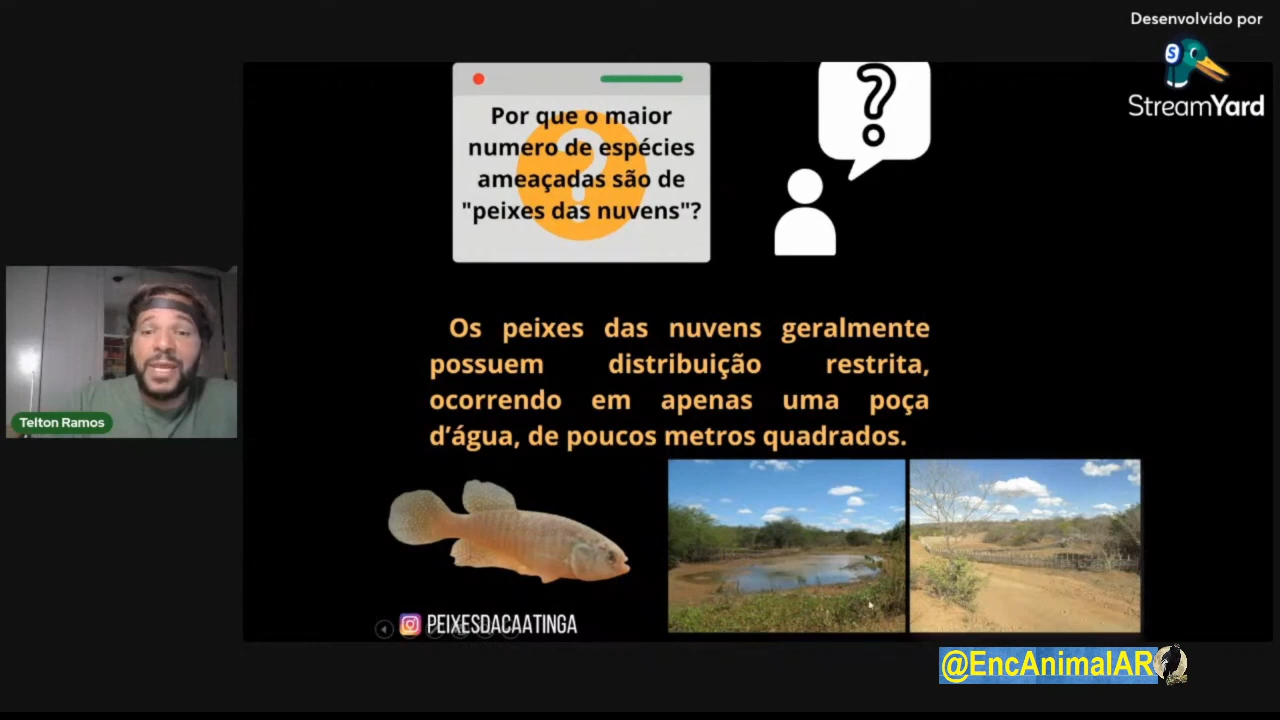 Desenvolvido por
StreamYard
Por que o maior
numero de espécies
ameaçadas são de
"peixes das nuvens"?
?
Os peixes das nuvens geralmente
possuem distribuição restrita,
ocorrendo em apenas uma poça
d'água, de poucos metros quadrados.
Telton Ramos
PEIXESDACAATINGA
@EncAnimalAR